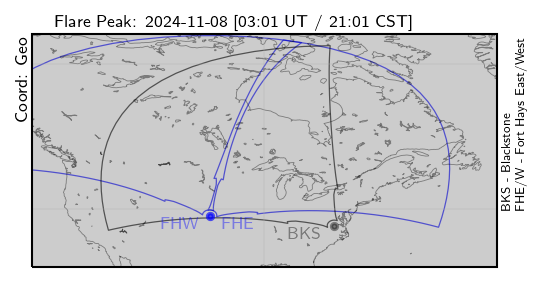 Flare Peak: 2024-11-08 [03:01 UT / 21:01 CST]
Coord: Geo
FHW
FHE
BKS
BKS - Blackstone
FHE/W - Fort Hays East/West